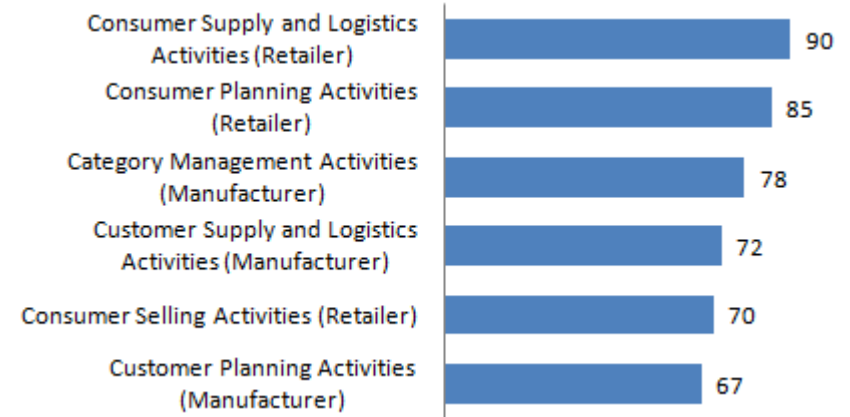 Consumer Supply and Logistics
Activities (Retailer)
90
Consumer Planning Activities
(Retailer)
85
Category Management Activities
(Manufacturer)
78
Customer Supply and Logistics
Activities (Manufacturer)
72
Consumer Selling Activities (Retailer)
70
Customer Planning Activities
(Manufacturer)
67